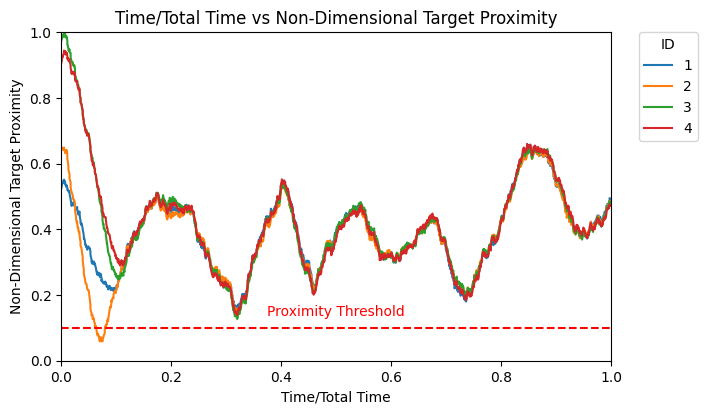 Time/Total Time vs Non-Dimensional Target Proximity
Non-Dimensional Target Proximity
1.0
0.8
0.6
0.4
0.2
0.0
Proximity Threshold
0.0 0.2 0.4 0.6 0.8 1.0
Time/Total Time
ID
1
2
3
4